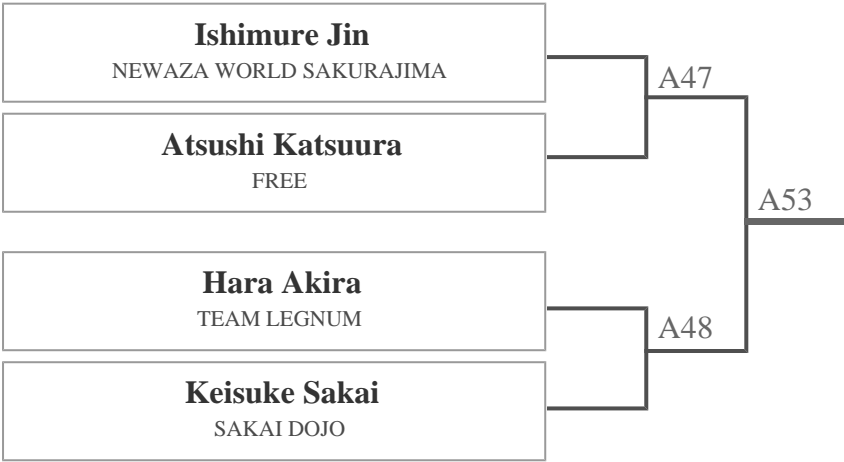 Ishimure Jin
NEWAZA WORLD SAKURAJIMA
A47
Atsushi Katsuura
FREE
A53
Hara Akira
TEAM LEGNUM
A48
Keisuke Sakai
SAKAI DOJO